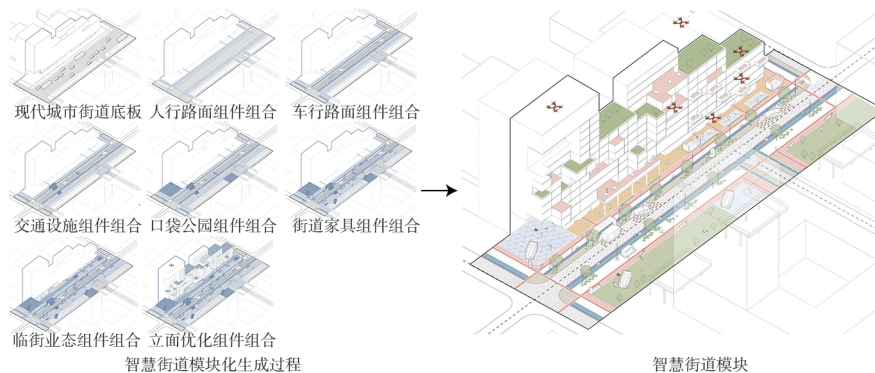 现代城市街道底板 人行路面组件组合 车行路面组件组合
交通设施组件组合 口袋公园组件组合 街道家具组件组合
临街业态组件组合 立面优化组件组合
智慧街道模块化生成过程 智慧街道模块